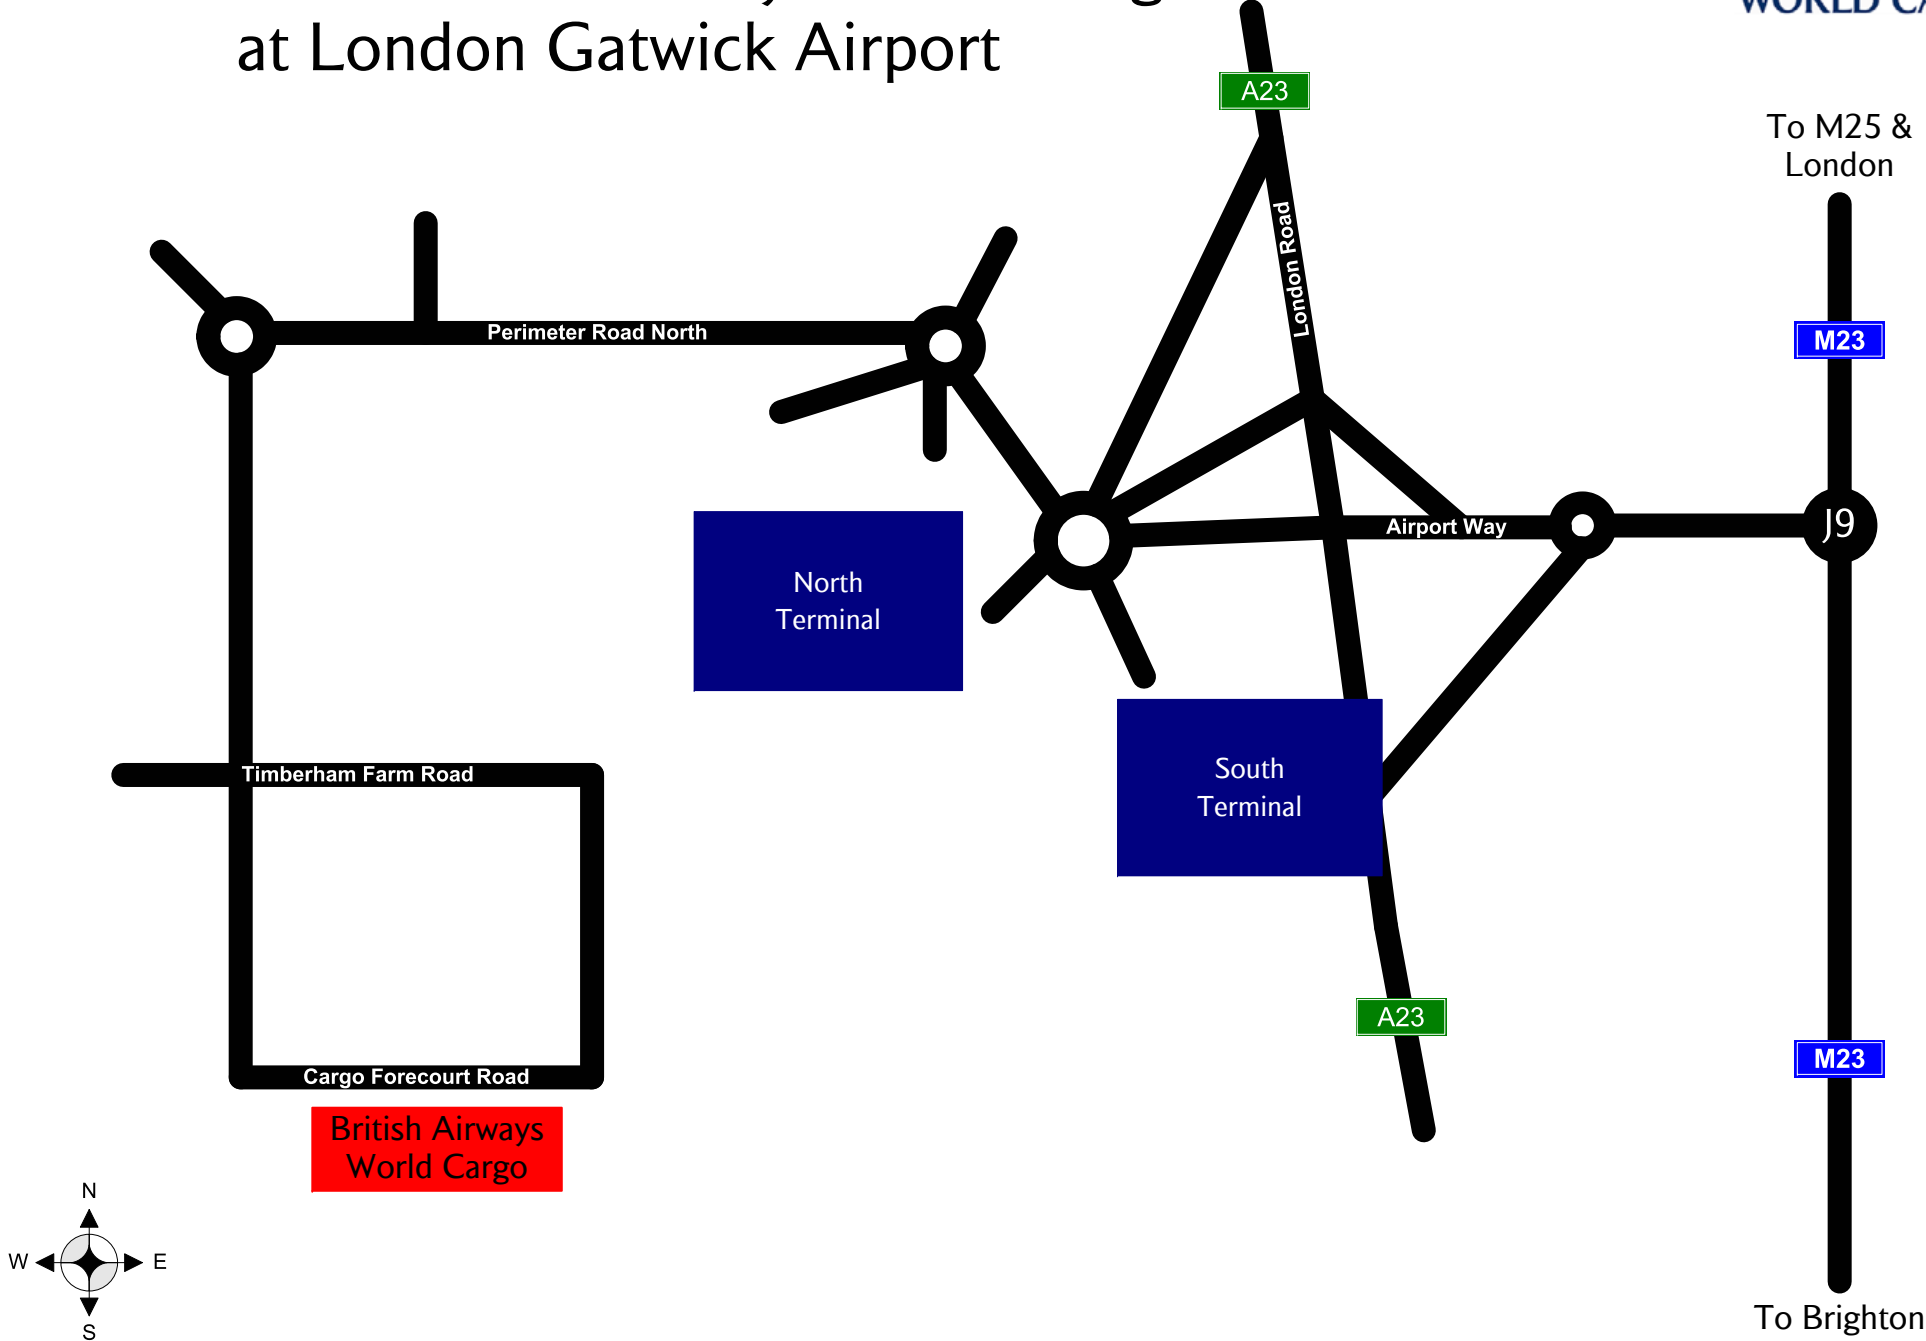 at London Gatwick Airport
A23
To M25 &
London
London Road
Perimeter Road North
M23
Airport Way
J9
North
Terminal
South
Terminal
Timberham Farm Road
A23
M23
Cargo Forecourt Road
British Airways
World Cargo
N
W E
S
To Brighton